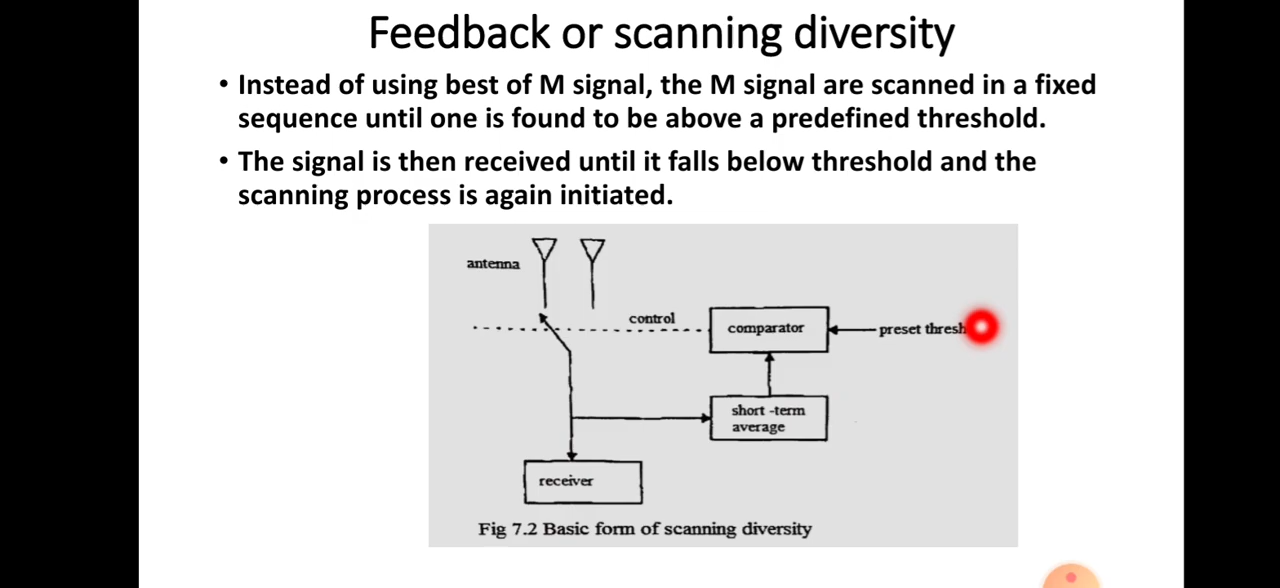 Feedback or scanning diversity
• Instead of using best of M signal, the M signal are scanned in a fixed
sequence until one is found to be above a predefined threshold.
• The signal is then received until it falls below threshold and the
scanning process is again initiated.
antenna
control
comparator
preset thresh
short -term
average
receiver
Fig 7.2 Basic form of scanning diversity